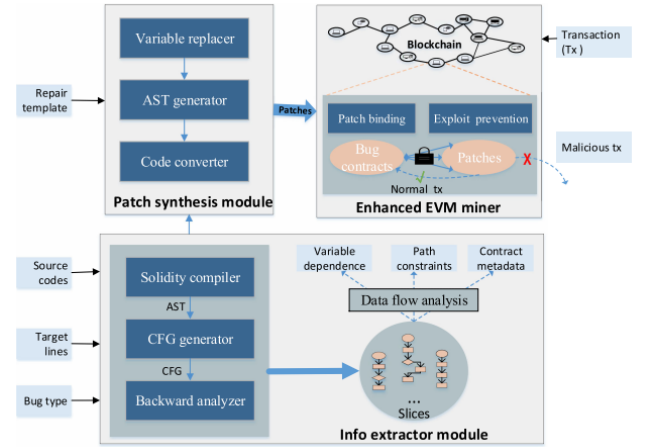 Variable replacer
AST generator
Code converter
Patch synthesis module
Repair
template
Patches
Blockchain
Transaction
(Tx )
Patch binding
Exploit prevention
Bug
contracts
Patches
X
Normal tx
Malicious tx
Enhanced EVM miner
Source
codes
Target
lines
Bug type
Solidity compiler
AST
CFG generator
CFG
Backward analyzer
Variable
dependence
Path
constraints
Contract
metadata
Data flow analysis
...
Slices
Info extractor module